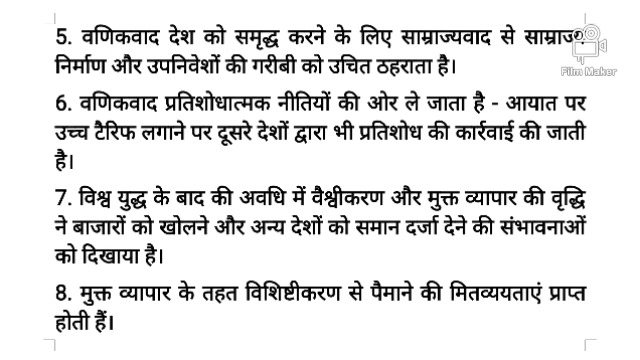 5. वणिकवाद देश को समृद्ध करने के लिए साम्राज्यवाद से साम्राज्य
निर्माण और उपनिवेशों की गरीबी को उचित ठहराता है।
6. वणिकवाद प्रतिशोधात्मक नीतियों की ओर ले जाता है - आयात पर
उच्च टैरिफ लगाने पर दूसरे देशों द्वारा भी प्रतिशोध की कार्रवाई की जाती
है।
7. विश्व युद्ध के बाद की अवधि में वैश्वीकरण और मुक्त व्यापार की वृद्धि
ने बाजारों को खोलने और अन्य देशों को समान दर्जा देने की संभावनाओं
को दिखाया है।
8. मुक्त व्यापार के तहत विशिष्टीकरण से पैमाने की मितव्ययताएं प्राप्त
होती हैं।
Film Maker